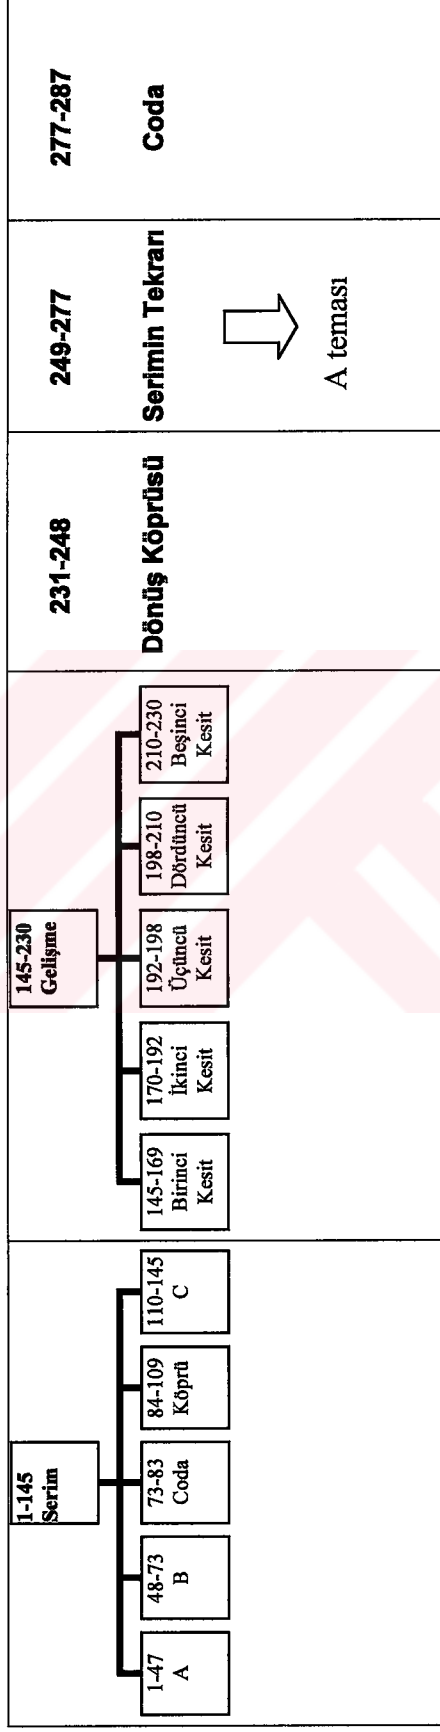 1-145
Serim
1-47
A
48-73
B
73-83
Coda
84-109
Köprü
110-145
C
145-230
Gelişme
145-169
Birinci
Kesit
170-192
İkinci
Kesit
192-198
Üçüncü
Kesit
198-210
Dördüncü
Kesit
210-230
Beşinci
Kesit
231-248
Dönüş Köprüsü
249-277
Serimin Tekrarı
A teması
277-287
Coda